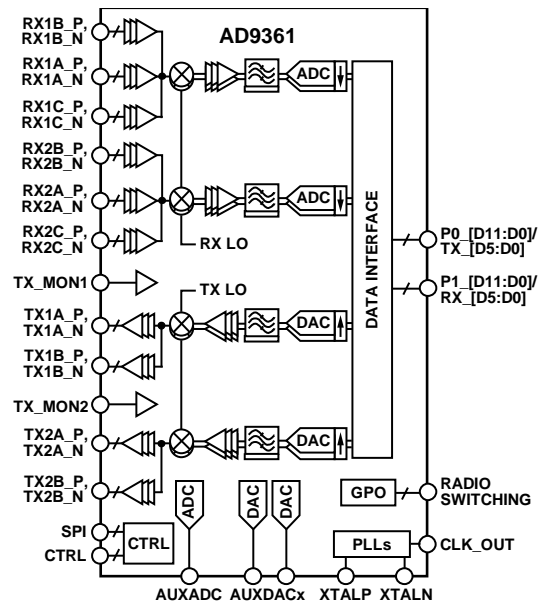 AD9361
RX1B_P,
RX1B_N
RX1A_P,
RX1A_N
RX1C_P,
RX1C_N
RX2B_P,
RX2B_N
RX2A_P,
RX2A_N
RX2C_P,
RX2C_N
TX_MON1
TX1A_P,
TX1A_N
TX1B_P,
TX1B_N
TX_MON2
TX2A_P,
TX2A_N
TX2B_P,
TX2B_N
SPI
CTRL
CTRL
ADC
ADC
RX LO
TX LO
DAC
DAC
DATA INTERFACE
P0_[D11:D0]/
TX_[D5:D0]
P1_[D11:D0]/
RX_[D5:D0]
ADC
DAC
DAC
GPO
RADIO
SWITCHING
PLLs
CLK_OUT
AUXADC
AUXDACx
XTALP
XTALN